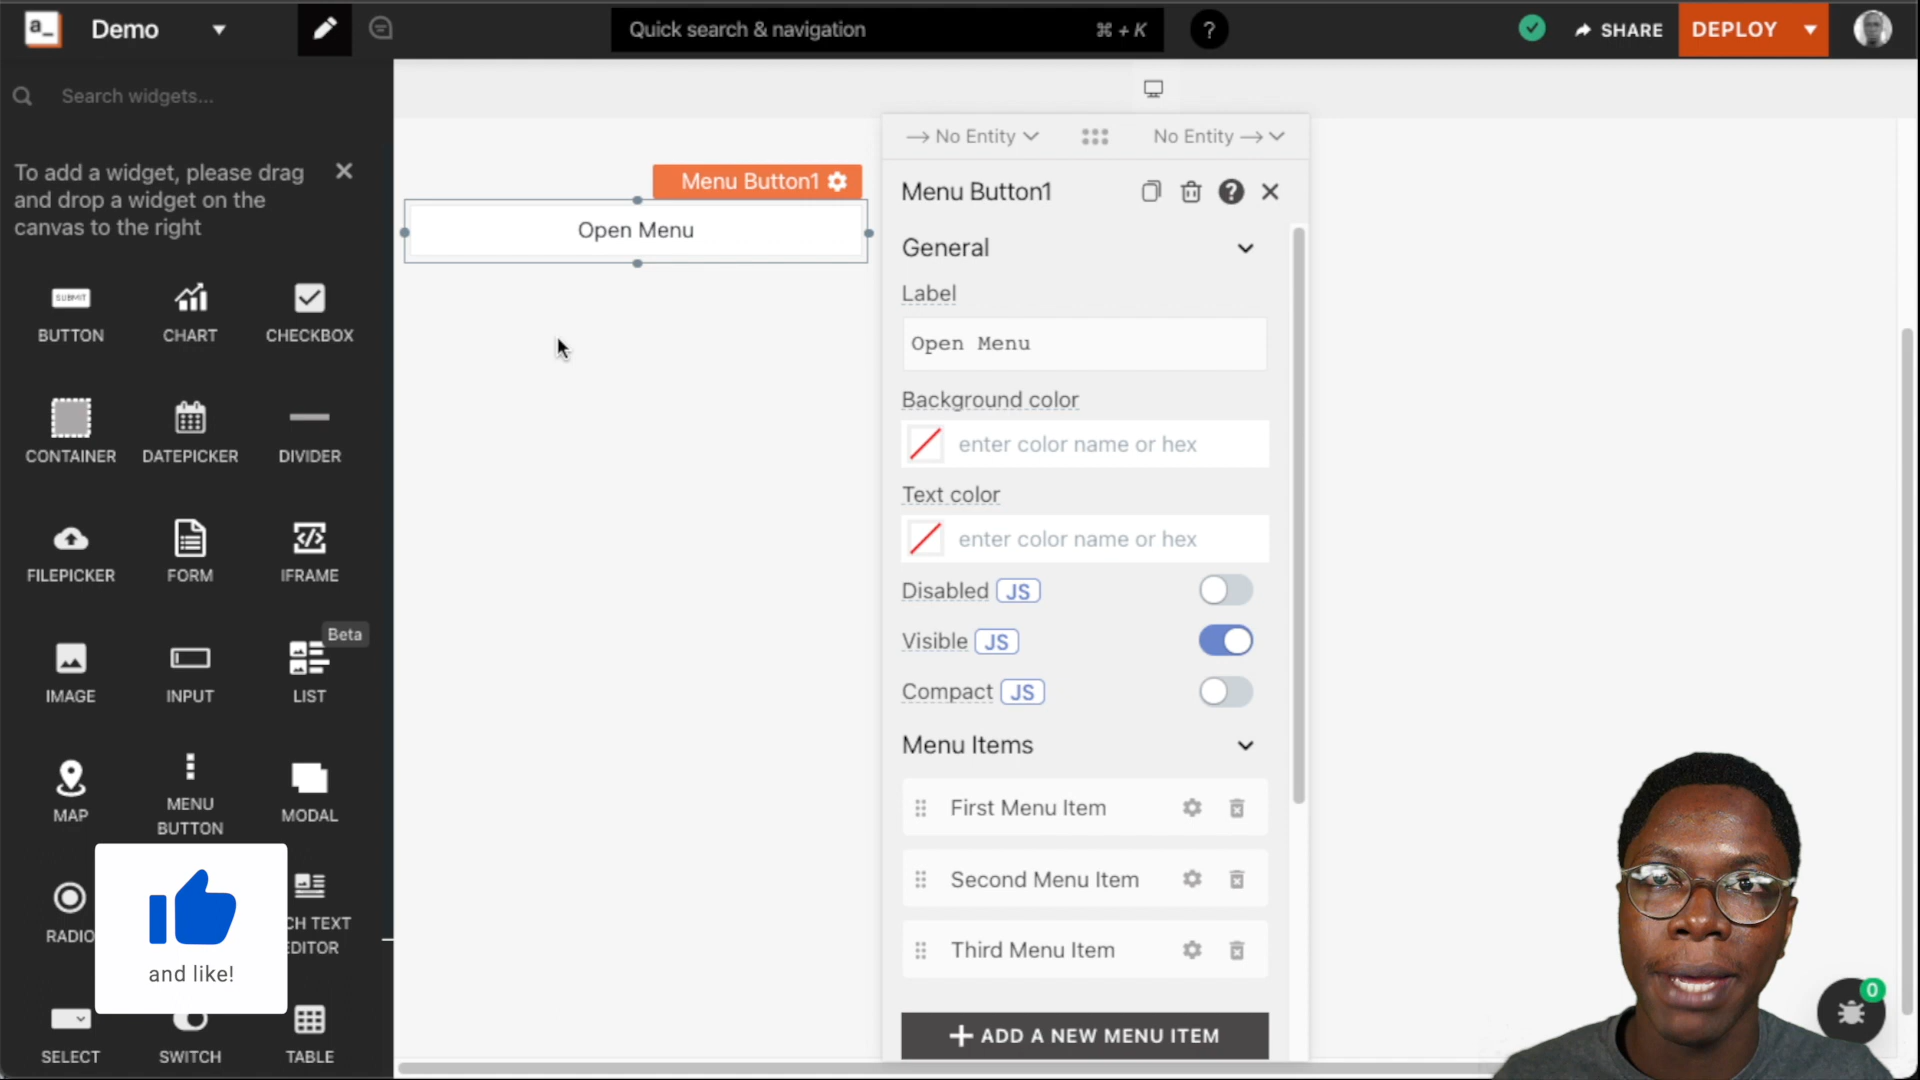 a_
Demo
Quick search & navigation
⌘ + K
?
SHARE
DEPLOY
Search widgets...
To add a widget, please drag
and drop a widget on the
canvas to the right
SUBMIT
BUTTON
CHART
CHECKBOX
CONTAINER
DATEPICKER
DIVIDER
FILEPICKER
FORM
IFRAME
Beta
IMAGE
INPUT
LIST
MAP
MENU
BUTTON
MODAL
RADIO
CH TEXT
EDITOR
and like!
SELECT
SWITCH
TABLE
Menu Button1
Open Menu
No Entity
No Entity
Menu Button1
?
General
Label
Open Menu
Background color
enter color name or hex
Text color
enter color name or hex
Disabled JS
Visible JS
Compact JS
Menu Items
First Menu Item
Second Menu Item
Third Menu Item
+ ADD A NEW MENU ITEM
0